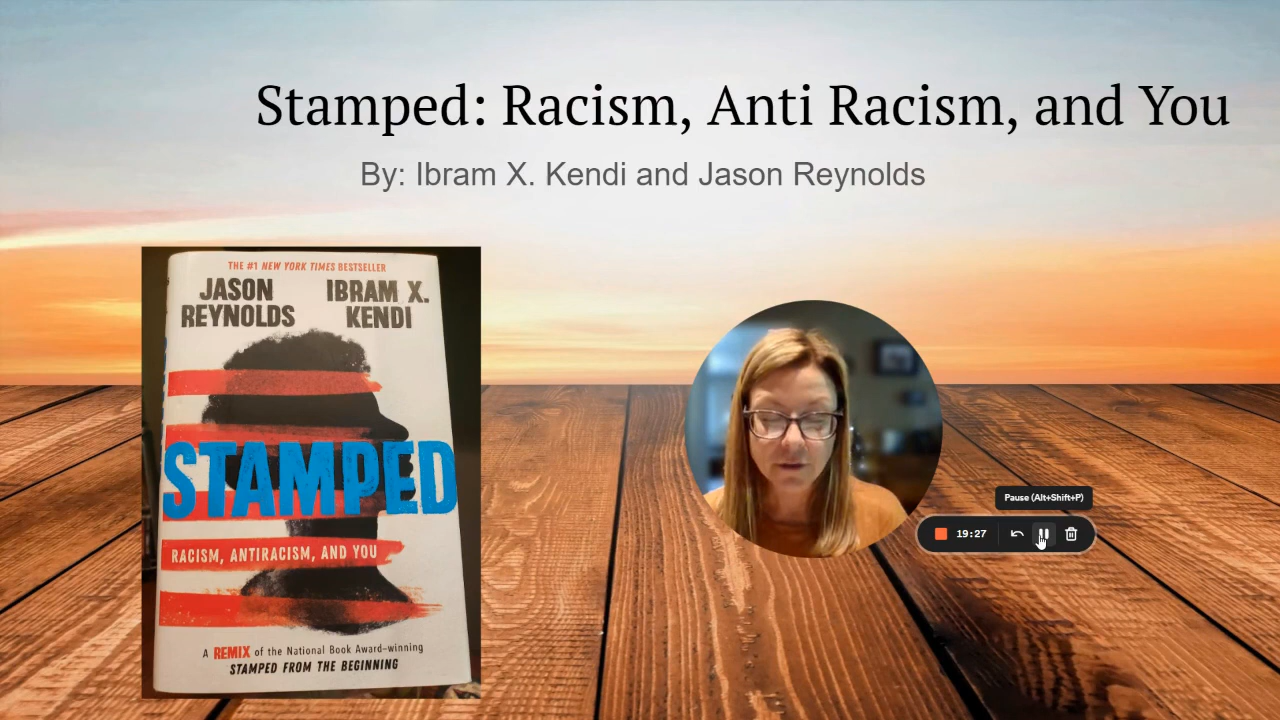 Stamped: Racism, Anti Racism, and You
By: Ibram X. Kendi and Jason Reynolds
THE #1 NEW YORK TIMES BESTSELLER
JASON REYNOLDS
IBRAM X. KENDI
STAMPED
RACISM, ANTIRACISM, AND YOU
A REMIX of the National Book Award-winning
STAMPED FROM THE BEGINNING
Pause (Alt+Shift+P)
19:27